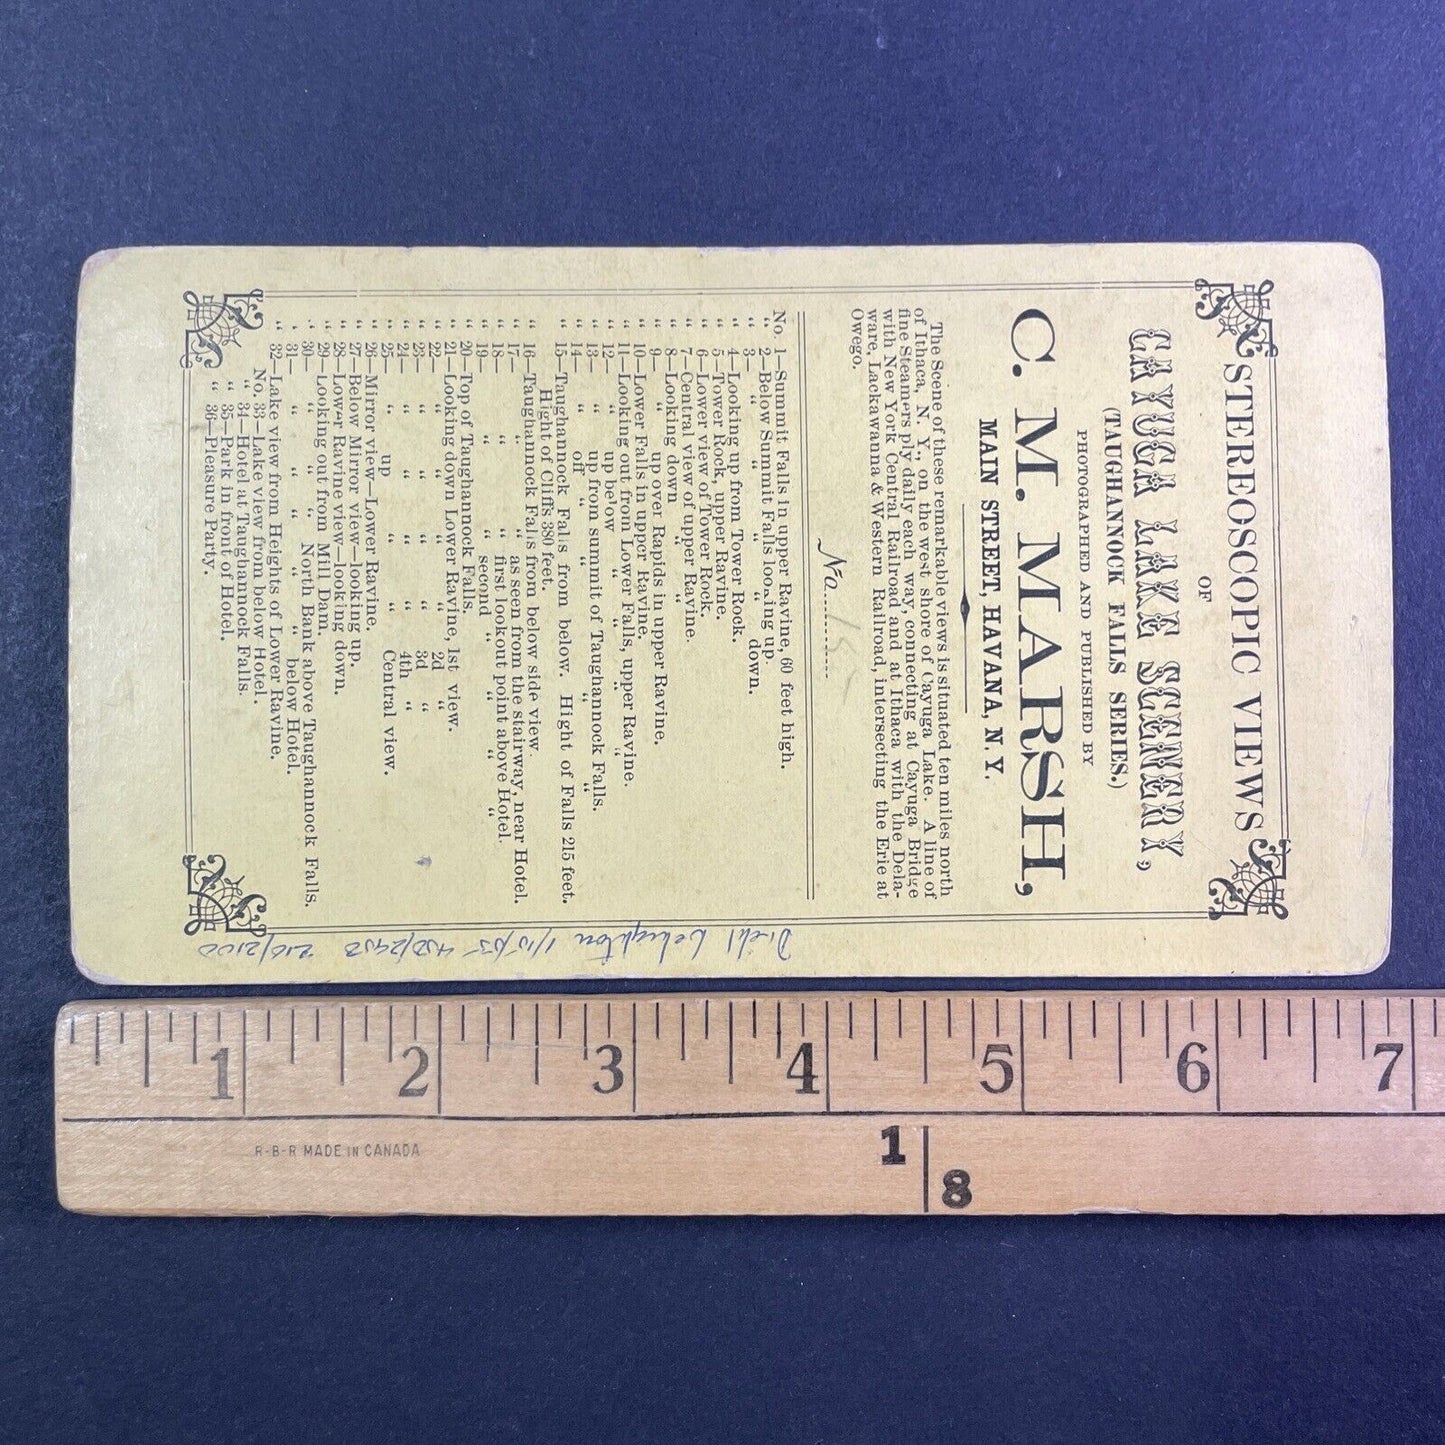 STEREOSCOPIC VIEWS
OF
CAYUGA LAKE SCENERY,
(TAUGHANNOCK FALLS SERIES.)
PHOTOGRAPHED AND PUBLISHED BY
C. M. MARSH,
MAIN STREET, HAVANA, N. Y.
The Scene of these remarkable views is situated ten miles north
of Ithaca, N. Y., on the west shore of Cayuga Lake. A line of
fine Steamers ply daily each way, connecting at Cayuga Bridge
with New York Central Railroad and at Ithaca with the Dela-
ware, Lackawanna & Western Railroad, intersecting the Erie at
Owego.
No. 15
No. 1—Summit Falls in upper Ravine, 60 feet high.
“ 2—Below Summit Falls looking up.
“ 3— “ “ “ “ down.
“ 4—Looking up from Tower Rock.
“ 5—Tower Rock, upper Ravine.
“ 6—Lower view of Tower Rock.
“ 7—Central view of upper Ravine.
“ 8—Looking down “ “
“ 9— “ up over Rapids in upper Ravine.
“ 10—Lower Falls in upper Ravine.
“ 11—Looking out from Lower Falls, upper Ravine.
“ 12— “ up below “ “ “ “
“ 13— “ up from summit of Taughannock Falls.
“ 14— “ off “ “ “ “
“ 15—Taughannock Falls from below. Hight of Falls 215 feet.
Hight of Cliffs 380 feet.
“ 16—Taughannock Falls from below side view
“ 17— “ “ as seen from the stairway, near Hotel.
“ 18— “ “ first lookout point above Hotel.
“ 19— “ “ second “ “ “ “
“ 20—Top of Taughannock Falls.
“ 21—Looking down Lower Ravine, 1st view.
“ 22— “ “ “ “ 2d “
“ 23— “ “ “ “ 3d “
“ 24— “ “ “ “ 4th “
“ 25— “ up “ “ Central view.
“ 26—Mirror view—Lower Ravine.
“ 27—Below Mirror view—looking up.
“ 28—Lower Ravine view—looking down.
“ 29—Looking out from Mill Dam.
“ 30— “ “ “ North Bank above Taughannock Falls.
“ 31— “ “ “ “ “ below Hotel.
“ 32—Lake view from Heights of Lower Ravine.
No. 33—Lake view from below Hotel.
“ 34—Hotel at Taughannock Falls.
“ 35—Park in front of Hotel.
“ 36—Pleasure Party.
1 2 3 4 5 6 7
R-B-R MADE IN CANADA
1
8